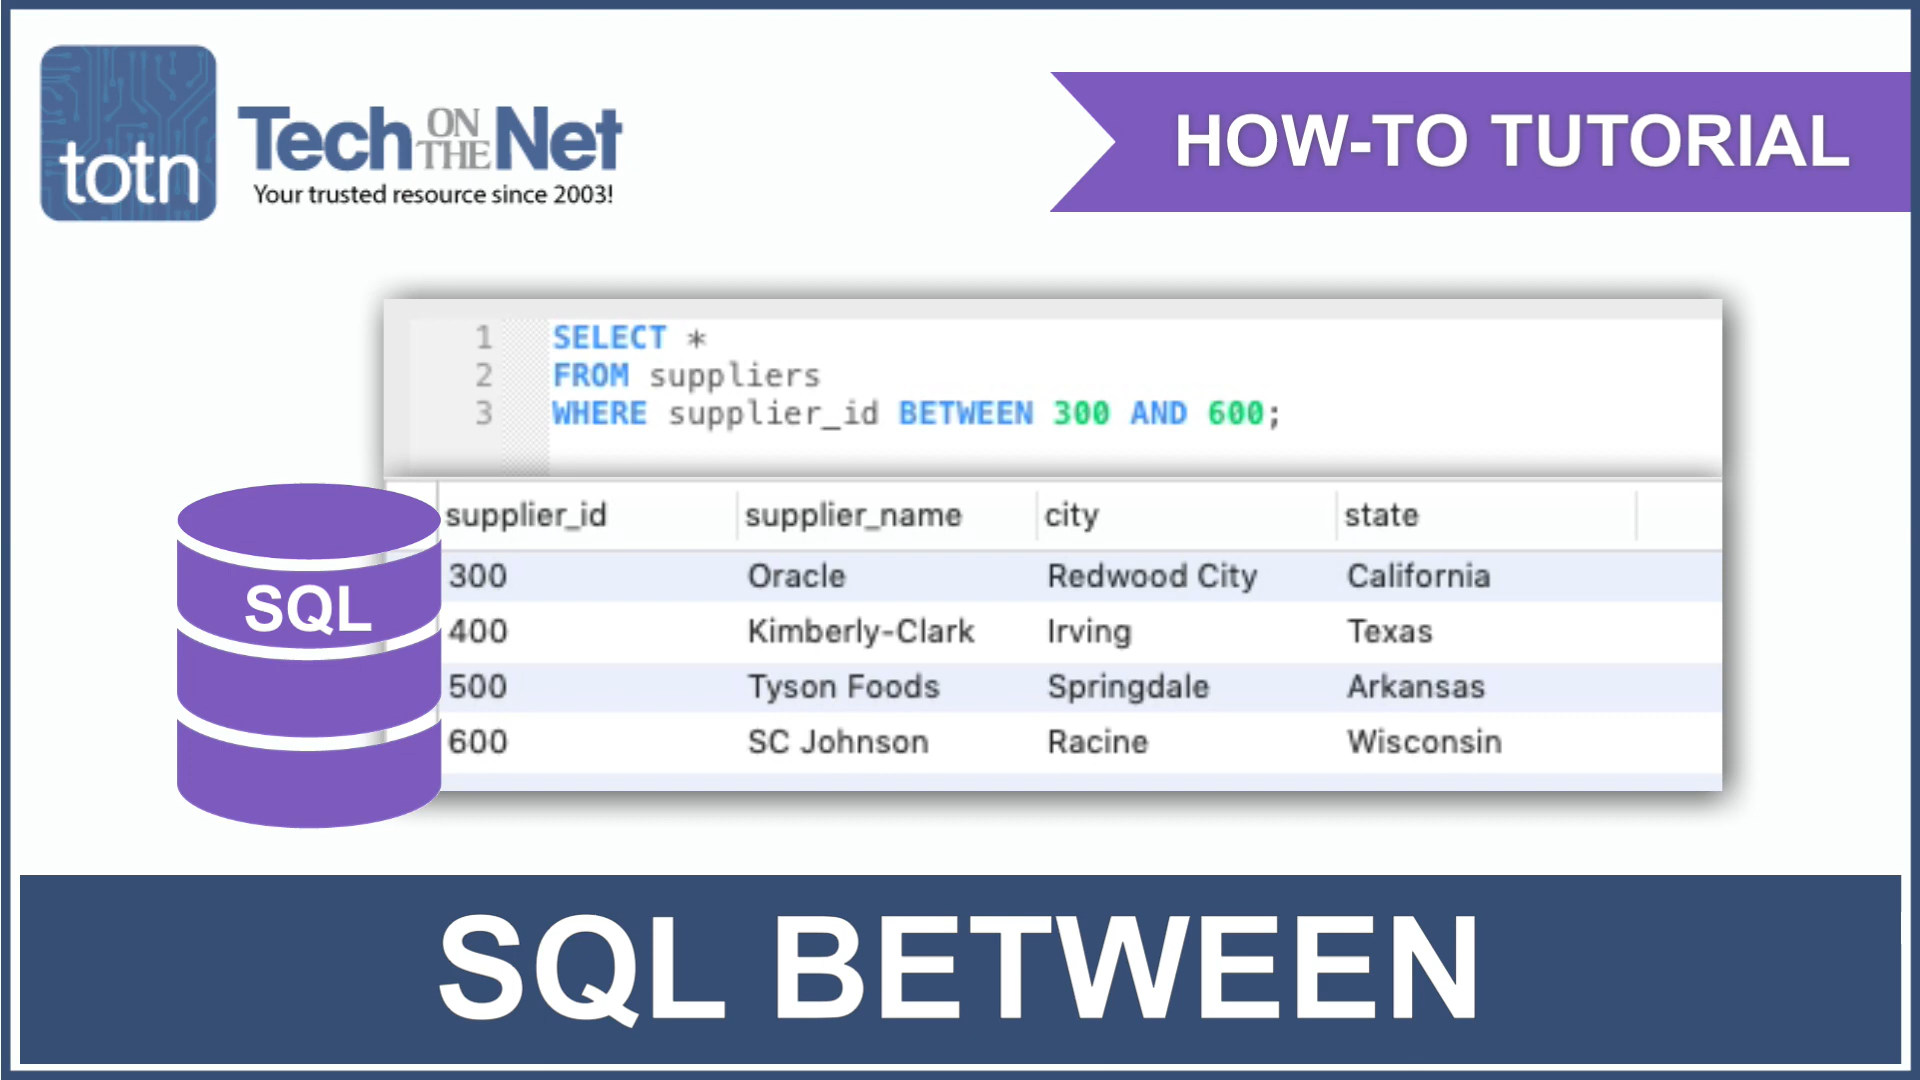 totn
Tech ON THE Net
Your trusted resource since 2003!
HOW-TO TUTORIAL
1 SELECT *
2 FROM suppliers
3 WHERE supplier_id BETWEEN 300 AND 600;
supplier_id supplier_name city state
300 Oracle Redwood City California
400 Kimberly-Clark Irving Texas
500 Tyson Foods Springdale Arkansas
600 SC Johnson Racine Wisconsin
SQL
SQL BETWEEN